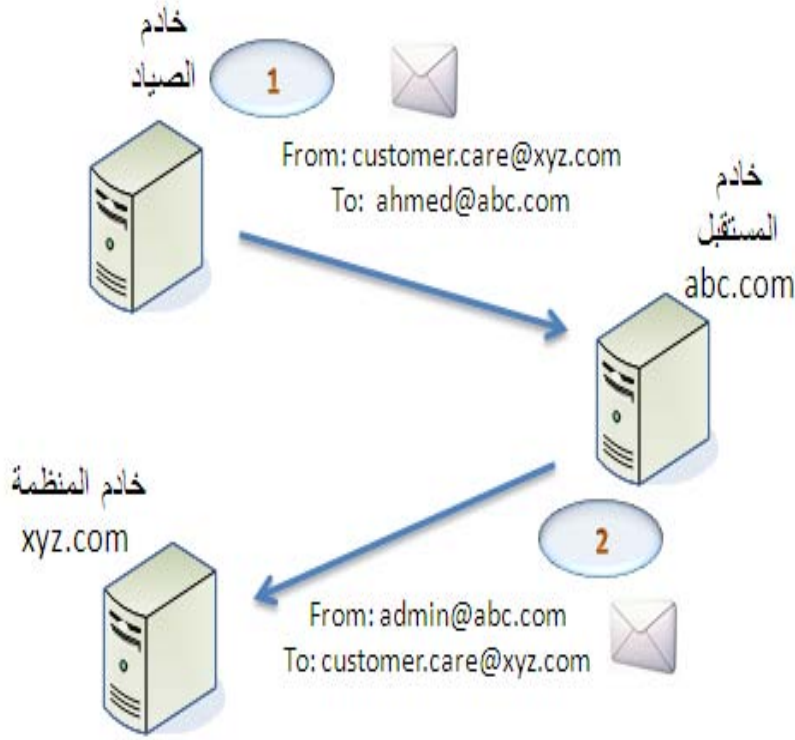 خادم
الصياد
1
From: customer.care@xyz.com
To: ahmed@abc.com
خادم
المستقبل
abc.com
خادم المنظمة
xyz.com
2
From: admin@abc.com
To: customer.care@xyz.com